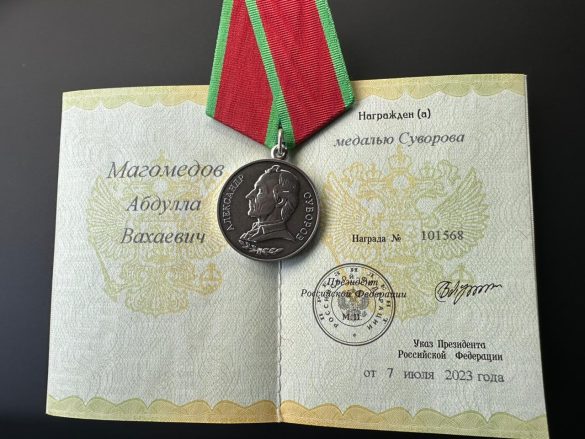 Магомедов
Абдулла
Вахаевич
АЛЕКСАНДР СУВОРОВ
Награжден (а)
медалью Суворова
Награда № 101568
Президент
Российской Федерации
М.П.
Указ Президента
Российской Федерации
от 7 июля 2023 года